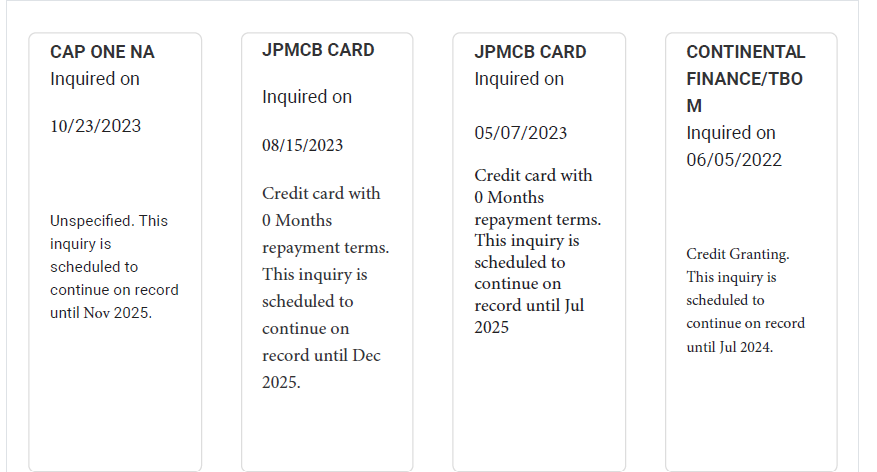 CAP ONE NA
Inquired on
10/23/2023
Unspecified. This
inquiry is
scheduled to
continue on record
until Nov 2025.
JPMCB CARD
Inquired on
08/15/2023
Credit card with
0 Months
repayment terms.
This inquiry is
scheduled to
continue on
record until Dec
2025.
JPMCB CARD
Inquired on
05/07/2023
Credit card with
0 Months
repayment terms.
This inquiry is
scheduled to
continue on
record until Jul
2025
CONTINENTAL
FINANCE/TBO
M
Inquired on
06/05/2022
Credit Granting.
This inquiry is
scheduled to
continue on record
until Jul 2024.